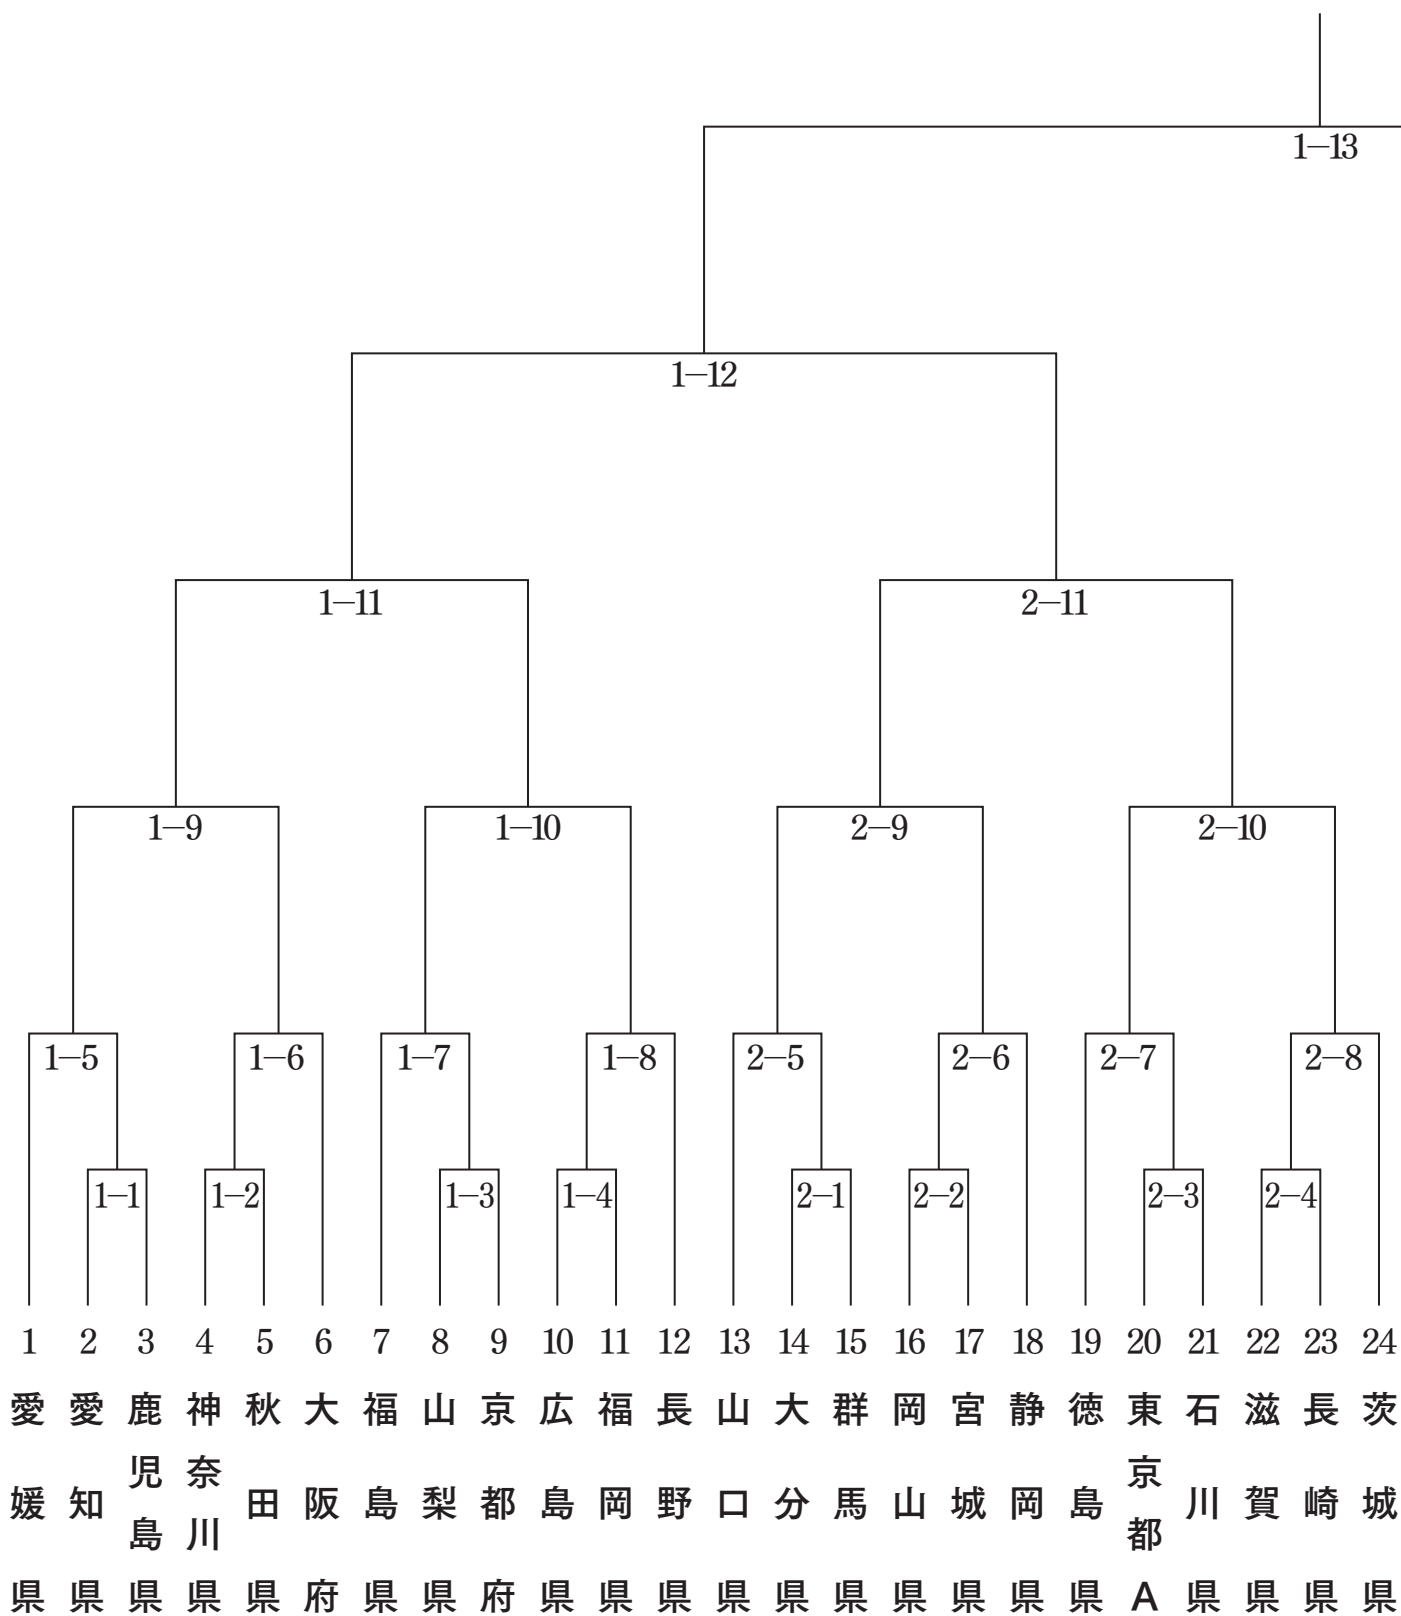 1–13
1–12
1–11 2–11
1–9 1–10 2–9 2–10
1–5 1–6 1–7 1–8 2–5 2–6 2–7 2–8
1–1 1–2 1–3 1–4 2–1 2–2 2–3 2–4
1 2 3 4 5 6 7 8 9 10 11 12 13 14 15 16 17 18 19 20 21 22 23 24
愛媛県
愛知県
鹿児島県
神奈川県
秋田県
大阪府
福島県
山梨県
京都府
広島県
福岡県
長野県
山口県
大分県
群馬県
岡山県
宮城県
静岡県
徳島県
東京都A
石川県
滋賀県
長崎県
茨城県